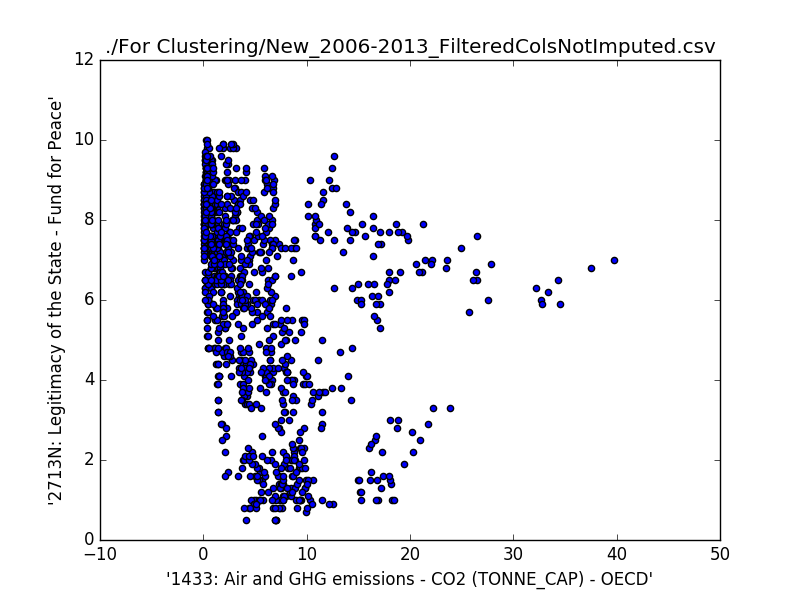 ./For Clustering/New_2006-2013_FilteredColsNotImputed.csv
12
10
8
6
4
2
0
'2713N: Legitimacy of the State - Fund for Peace'
−10 0 10 20 30 40 50
'1433: Air and GHG emissions - CO2 (TONNE_CAP) - OECD'